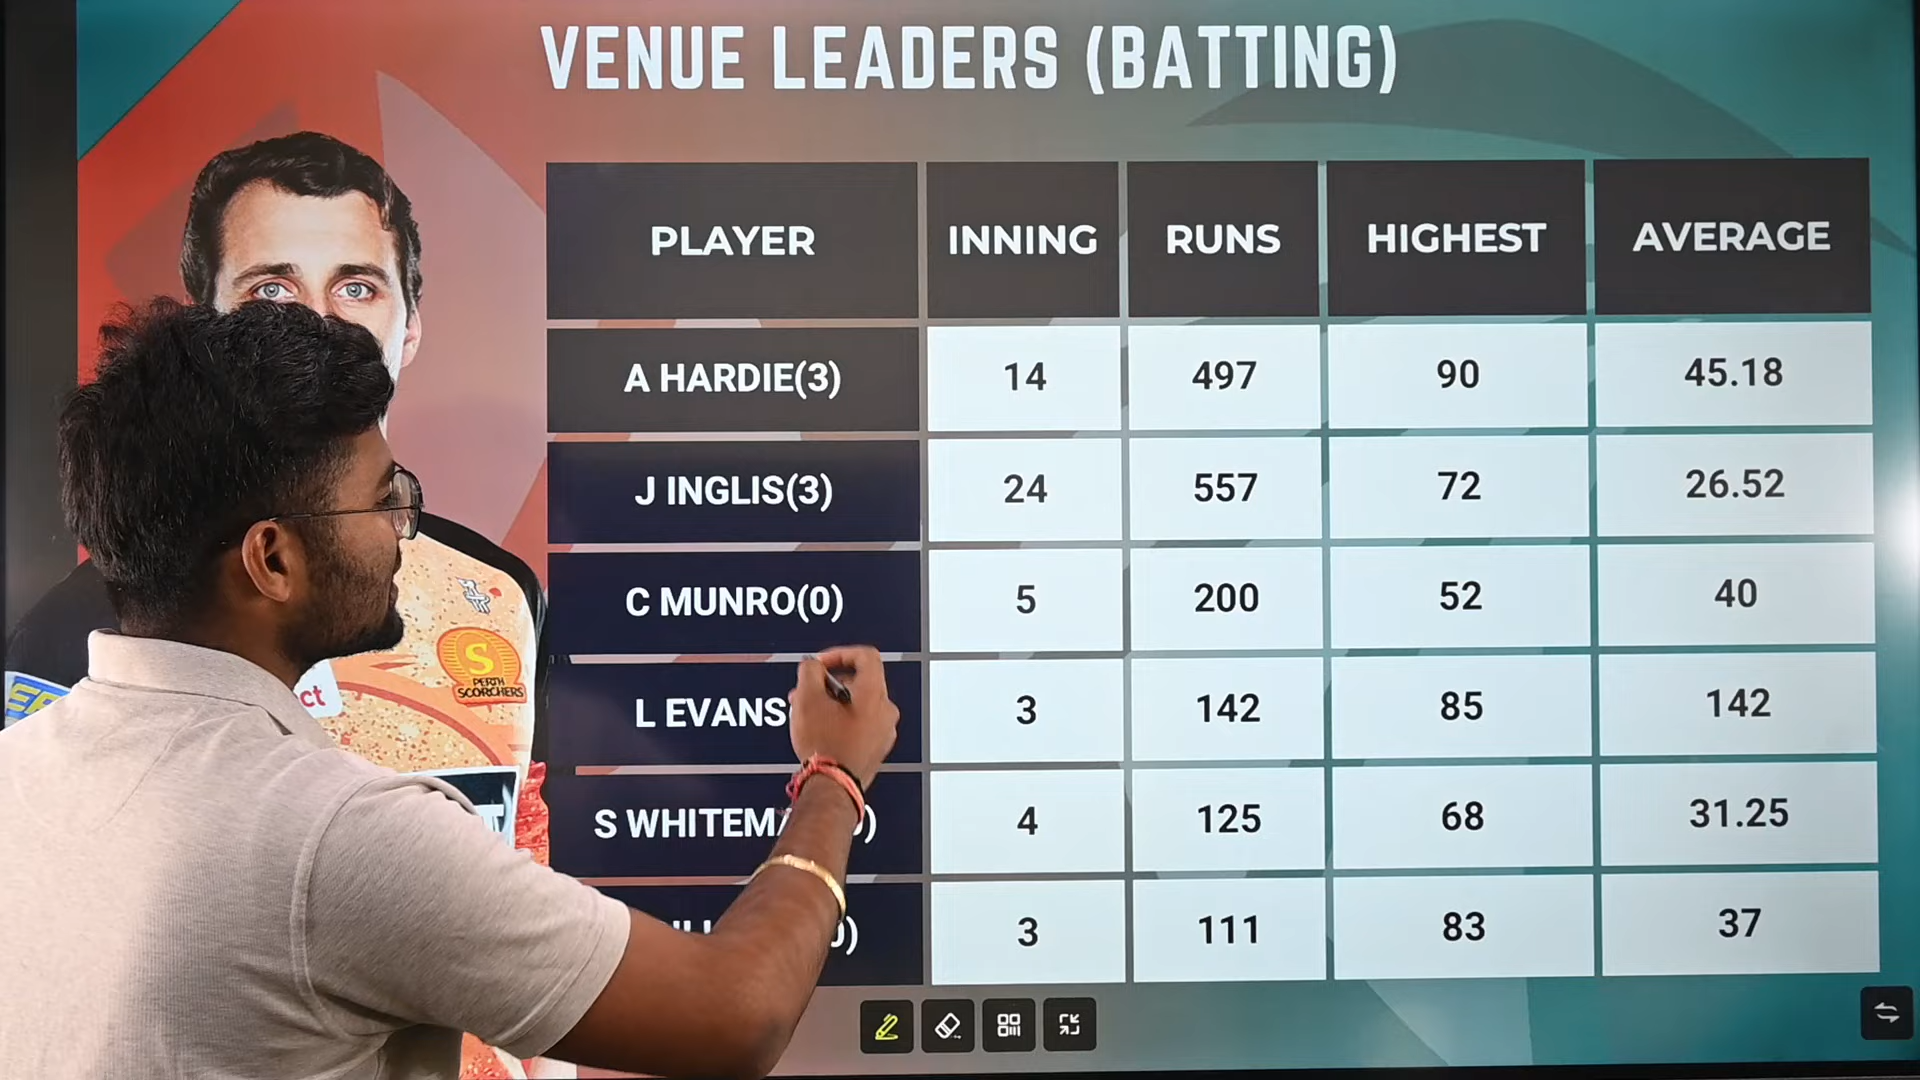 VENUE LEADERS (BATTING)
PLAYER INNING RUNS HIGHEST AVERAGE
A HARDIE(3) 14 497 90 45.18
J INGLIS(3) 24 557 72 26.52
C MUNRO(0) 5 200 52 40
L EVANS 3 142 85 142
4 125 68 31.25
3 111 83 37
S
PERTH
SCORCHERS